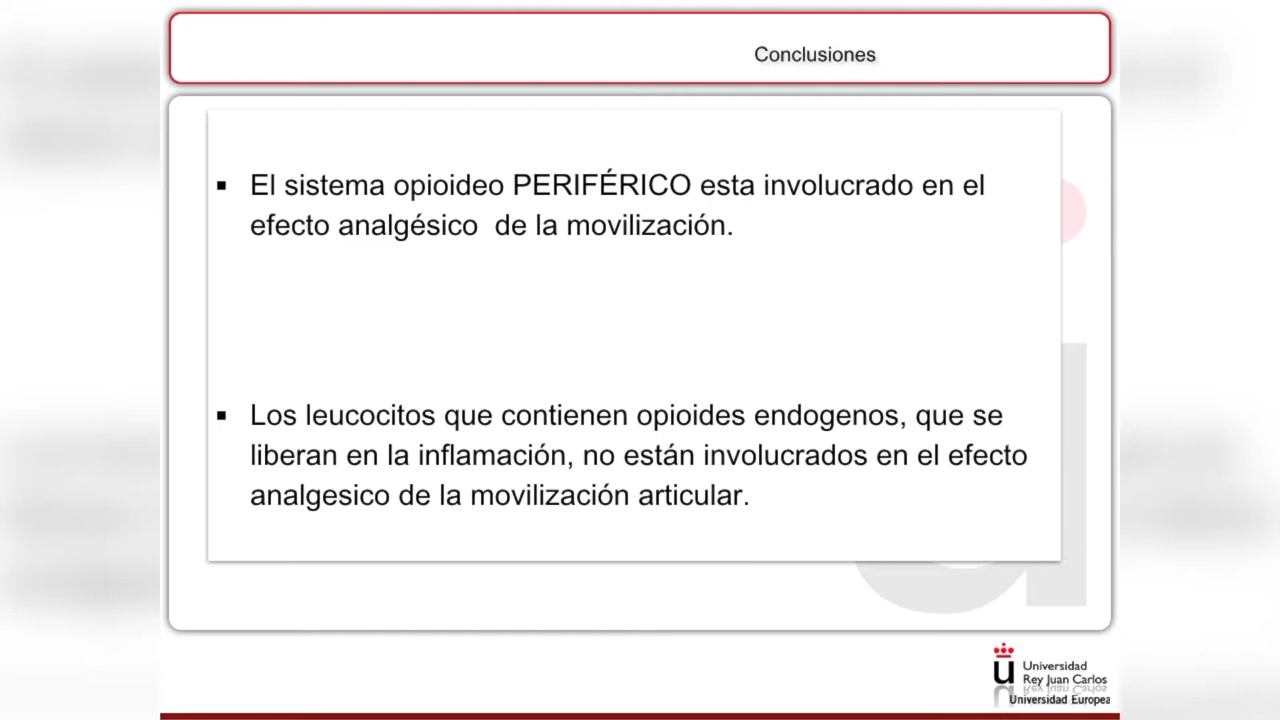 Conclusiones
▪ El sistema opioideo PERIFÉRICO esta involucrado en el
efecto analgésico de la movilización.
▪ Los leucocitos que contienen opioides endogenos, que se
liberan en la inflamación, no están involucrados en el efecto
analgesico de la movilización articular.
Universidad
Rey Juan Carlos
Universidad Europea